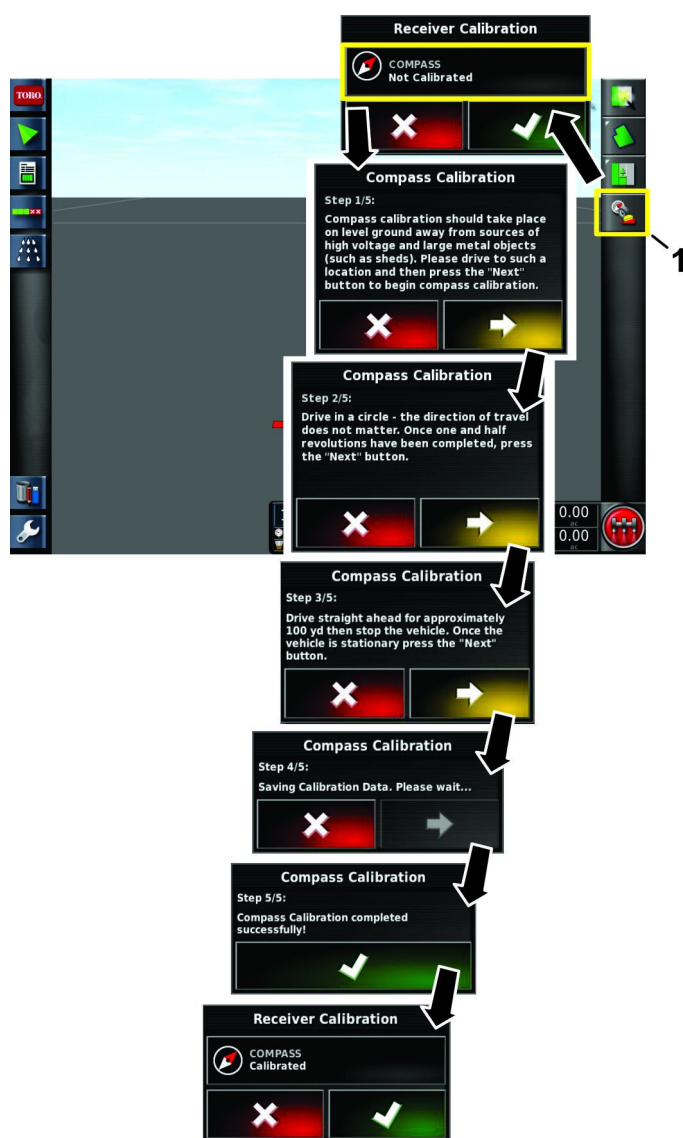 Receiver Calibration
COMPASS
Not Calibrated
TORO
1
Compass Calibration
Step 1/5:
Compass calibration should take place
on level ground away from sources of
high voltage and large metal objects
(such as sheds). Please drive to such a
location and then press the "Next"
button to begin compass calibration.
Compass Calibration
Step 2/5:
Drive in a circle - the direction of travel
does not matter. Once one and half
revolutions have been completed, press
the "Next" button.
0.00
ac
0.00
ac
Compass Calibration
Step 3/5:
Drive straight ahead for approximately
100 yd then stop the vehicle. Once the
vehicle is stationary press the "Next"
button.
Compass Calibration
Step 4/5:
Saving Calibration Data. Please wait...
Compass Calibration
Step 5/5:
Compass Calibration completed
successfully!
Receiver Calibration
COMPASS
Calibrated